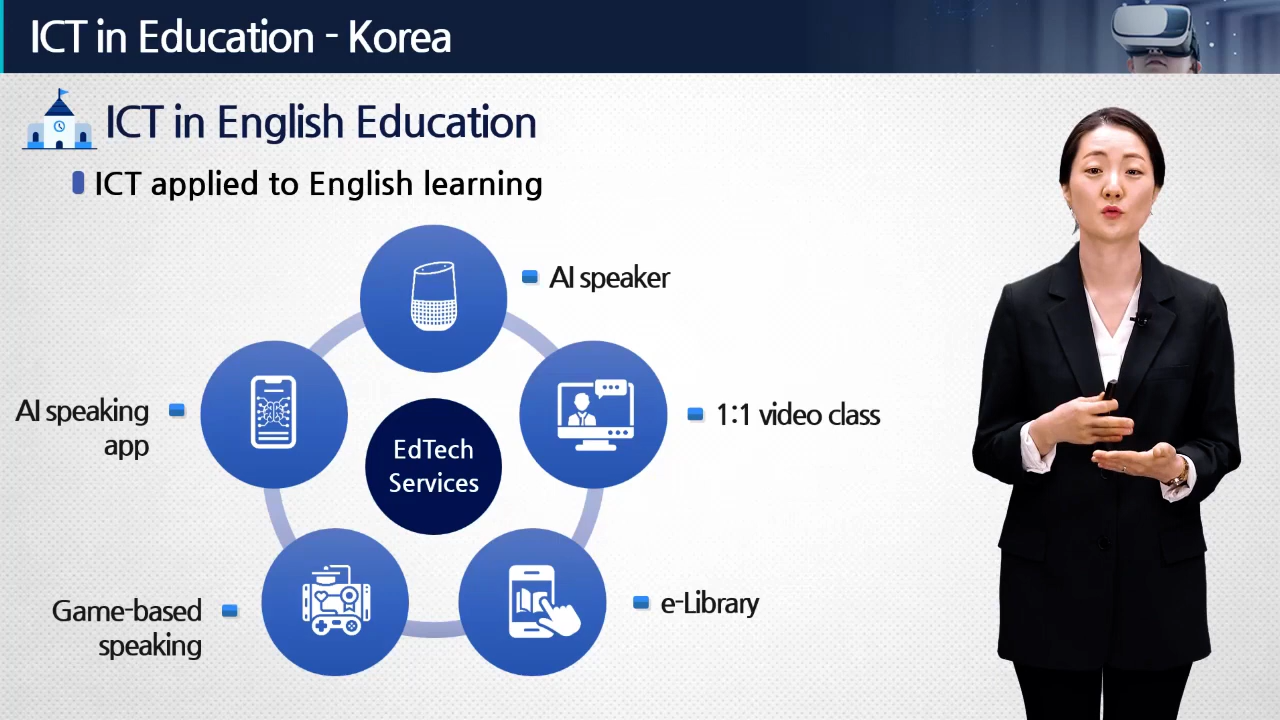 ICT in Education - Korea
ICT in English Education
ICT applied to English learning
AI speaker
AI speaking
app
EdTech
Services
1:1 video class
Game-based
speaking
e-Library